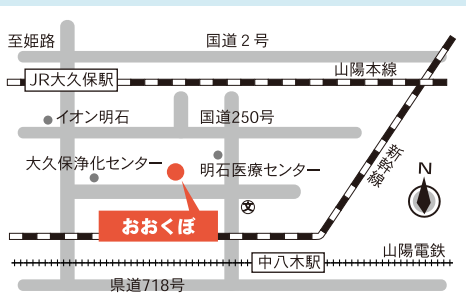 至姫路
国道2号
山陽本線
JR大久保駅
イオン明石
国道250号
大久保浄化センター
明石医療センター
新幹線
N
文
おおくぼ
山陽電鉄
中八木駅
県道718号